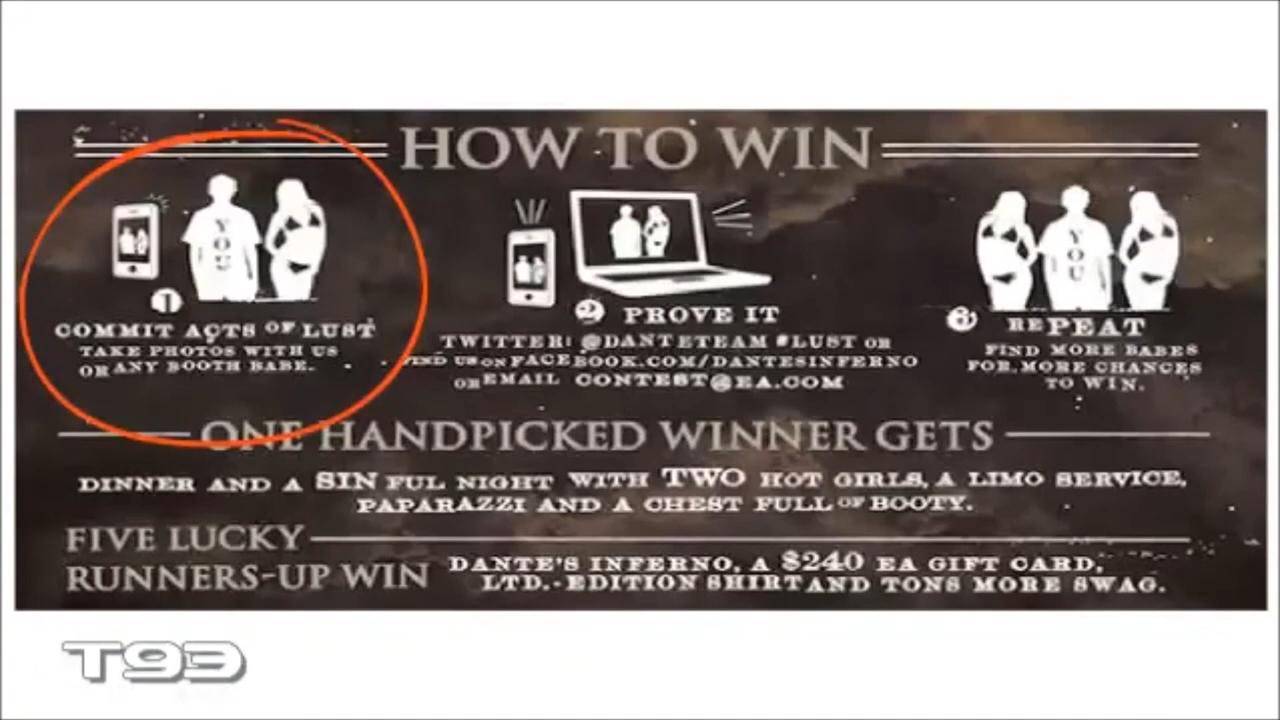 HOW TO WIN
YOU
1
COMMIT ACTS OF LUST
TAKE PHOTOS WITH US
OR ANY BOOTH BABE.
2 PROVE IT
TWITTER: @DANTETEAM #LUST OR
FIND US ON FACEBOOK.COM/DANTESINFERNO
OR EMAIL CONTEST@EA.COM
YOU
3 REPEAT
FIND MORE BABES
FOR MORE CHANCES
TO WIN.
ONE HANDPICKED WINNER GETS
DINNER AND A SIN FUL NIGHT WITH TWO HOT GIRLS, A LIMO SERVICE,
PAPARAZZI AND A CHEST FULL OF BOOTY.
FIVE LUCKY
RUNNERS-UP WIN
DANTE'S INFERNO, A $240 EA GIFT CARD,
LTD.-EDITION SHIRT AND TONS MORE SWAG.
T93